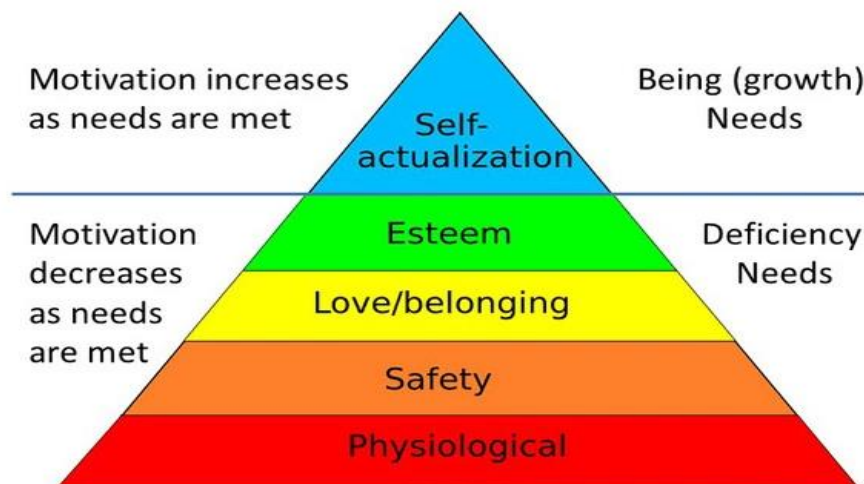 Motivation increases
as needs are met
Being (growth)
Needs
Self-
actualization
Motivation
decreases
as needs
are met
Esteem
Deficiency
Needs
Love/belonging
Safety
Physiological